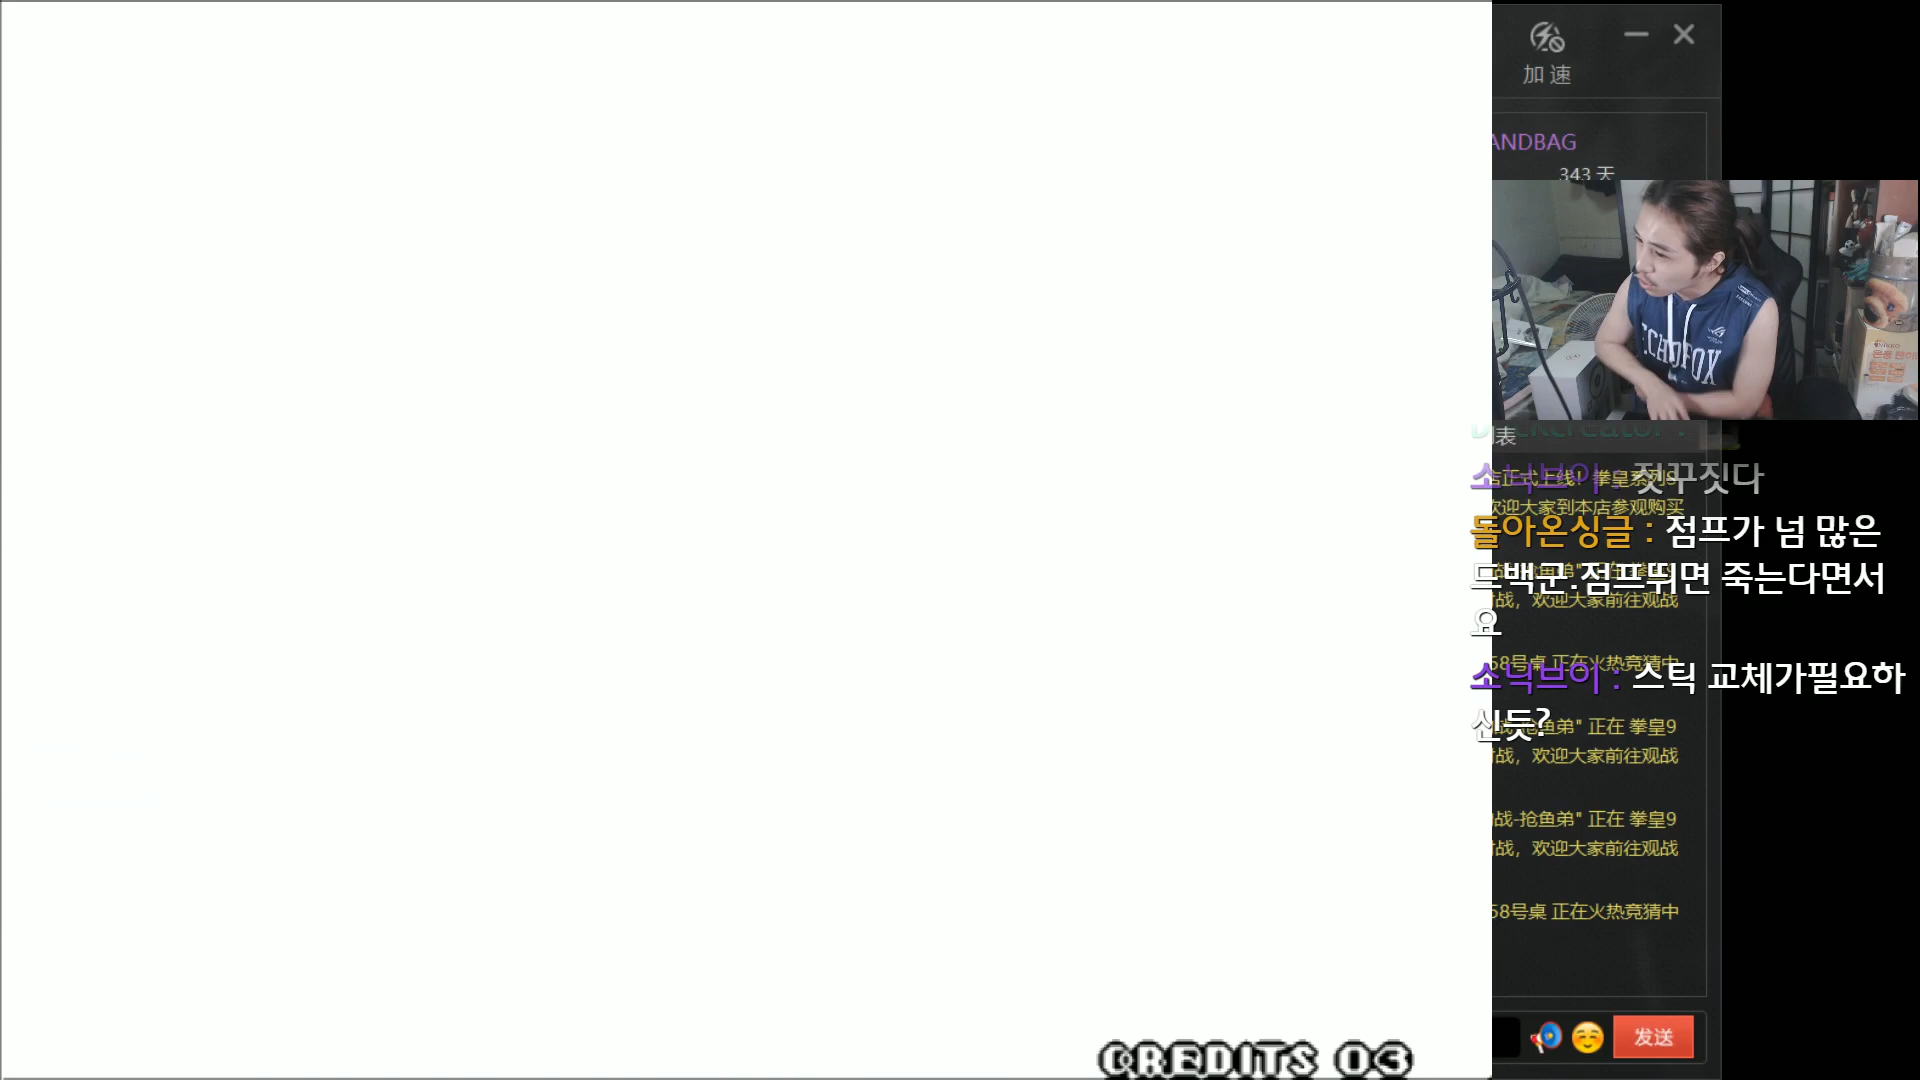 加速
ANDBAG
343 天
表
소닉브이 : 짓꾸짓다
돌아온싱글 : 점프가 넘 많은
드백군.점프뛰면 죽는다면서
요
소닉브이 : 스틱 교체가필요하
신듯?
欢迎大家到本店参观购买
战，欢迎大家前往观战
58号桌 正在火热竞猜中
抢鱼弟" 正在 拳皇9
战，欢迎大家前往观战
战-抢鱼弟" 正在 拳皇9
战，欢迎大家前往观战
58号桌 正在火热竞猜中
发送
ECHOFOX
CREDITS 03